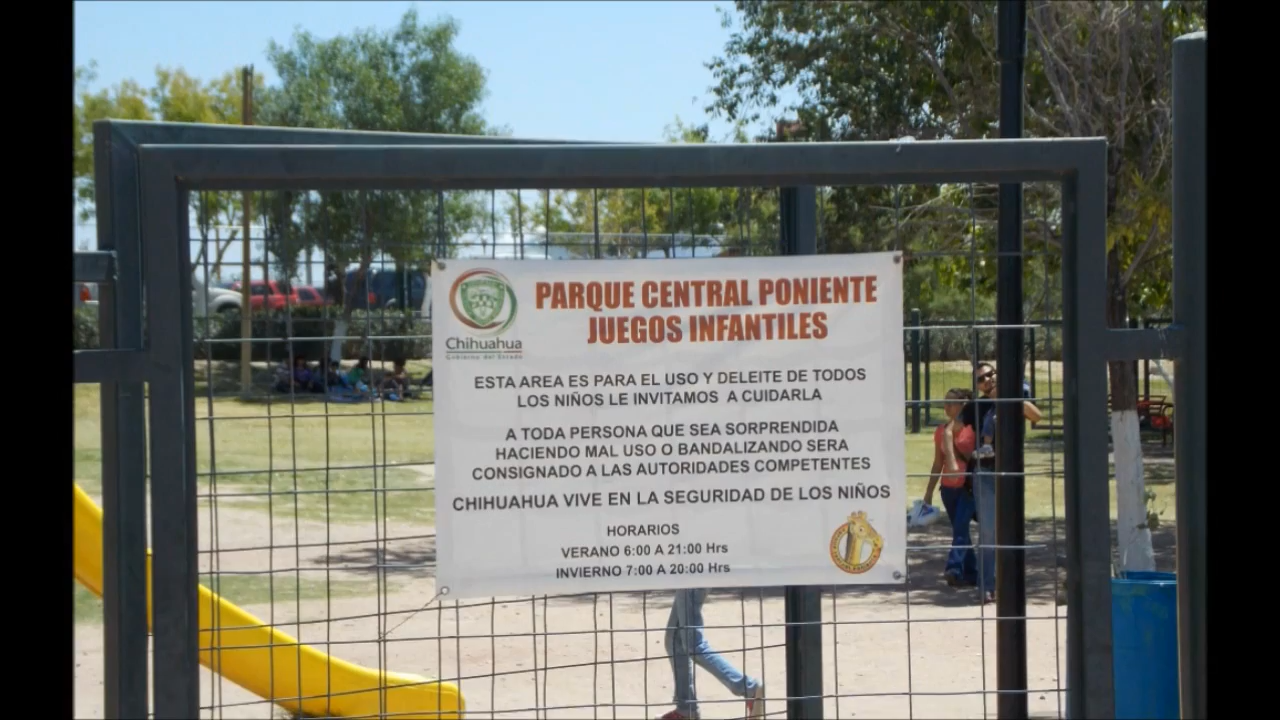 PARQUE CENTRAL PONIENTE
JUEGOS INFANTILES
Chihuahua
Gobierno del Estado
ESTA AREA ES PARA EL USO Y DELEITE DE TODOS
LOS NIÑOS LE INVITAMOS A CUIDARLA
A TODA PERSONA QUE SEA SORPRENDIDA
HACIENDO MAL USO O BANDALIZANDO SERA
CONSIGNADO A LAS AUTORIDADES COMPETENTES
CHIHUAHUA VIVE EN LA SEGURIDAD DE LOS NIÑOS
HORARIOS
VERANO 6:00 A 21:00 Hrs
INVIERNO 7:00 A 20:00 Hrs